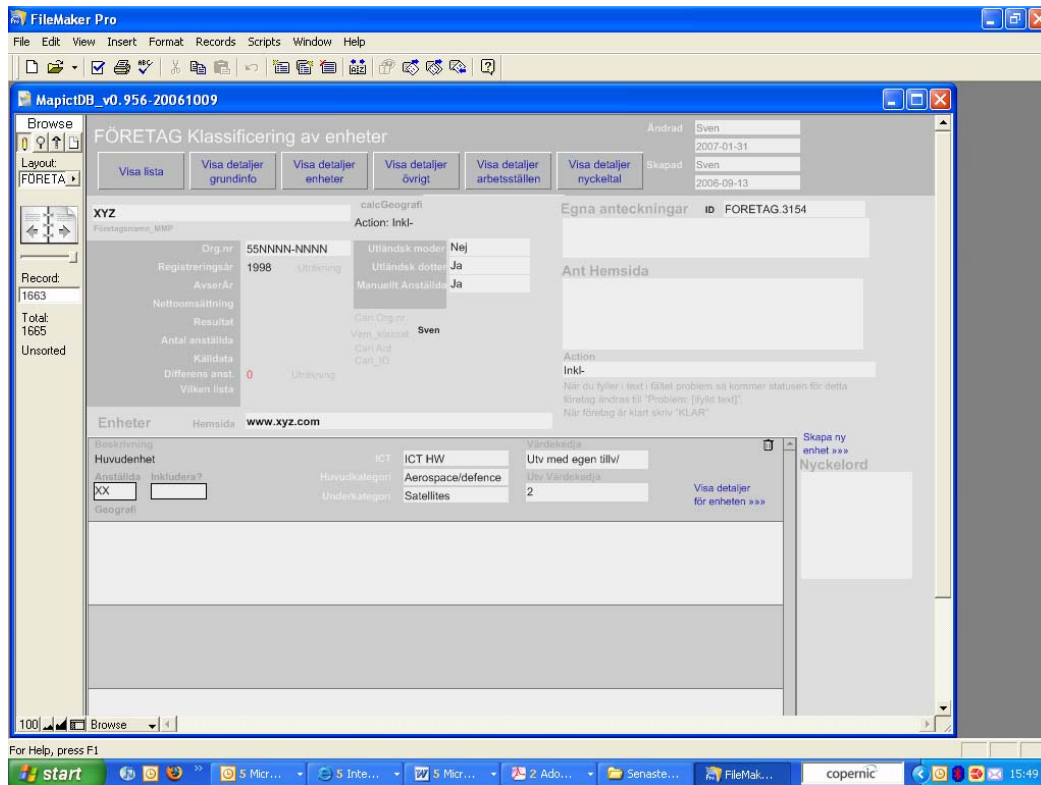 FileMaker Pro
File Edit View Insert Format Records Scripts Window Help
MapictDB_v0.956-20061009
Browse
Layout:
FÖRETA
Record:
1663
Total:
1665
Unsorted
FÖRETAG Klassificering av enheter
Ändrad Sven
2007-01-31
Skapad Sven
2006-09-13
Visa lista
Visa detaljer grundinfo
Visa detaljer enheter
Visa detaljer övrigt
Visa detaljer arbetsställen
Visa detaljer nyckeltal
XYZ
Företagsnamn_MMP
calcGeografi
Action: Inkl-
Egna anteckningar ID FORETAG.3154
Org.nr 55NNNN-NNNN
Registreringsår 1998 Uträkning
AvserÅr
Nettoomsättning
Resultat
Antal anställda
Källdata
Differens anst. 0 Uträkning
Vilken lista
Utländsk moder Nej
Utländsk dotter Ja
Manuellt Anställda Ja
Carl Org.nr
Vem_klassat Sven
Carl Ant
Carl_ID
Ant Hemsida
Action
Inkl-
När du fyller i text i fältet problem så kommer statusen för detta
företag ändras till "Problem: [ifylld text]".
När företag är klart skriv "KLAR"
Enheter Hemsida www.xyz.com
Beskrivning
Huvudenhet
Anställda Inkludera?
XX
Geografi
ICT ICT HW
Huvudkategori Aerospace/defence
Underkategori Satellites
Värdekedja
Utv med egen tillv/
Utv Värdekedja
2
Visa detaljer
för enheten »»»
Skapa ny
enhet »»»
Nyckelord
100 Browse
For Help, press F1
start 5 Micr... 5 Inte... 5 Micr... 2 Ado... Senaste... FileMak... copernic 15:49